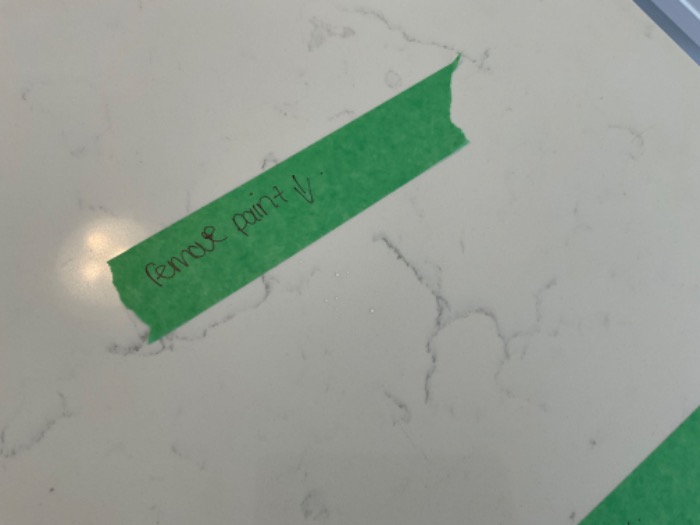 remove paint ↓.